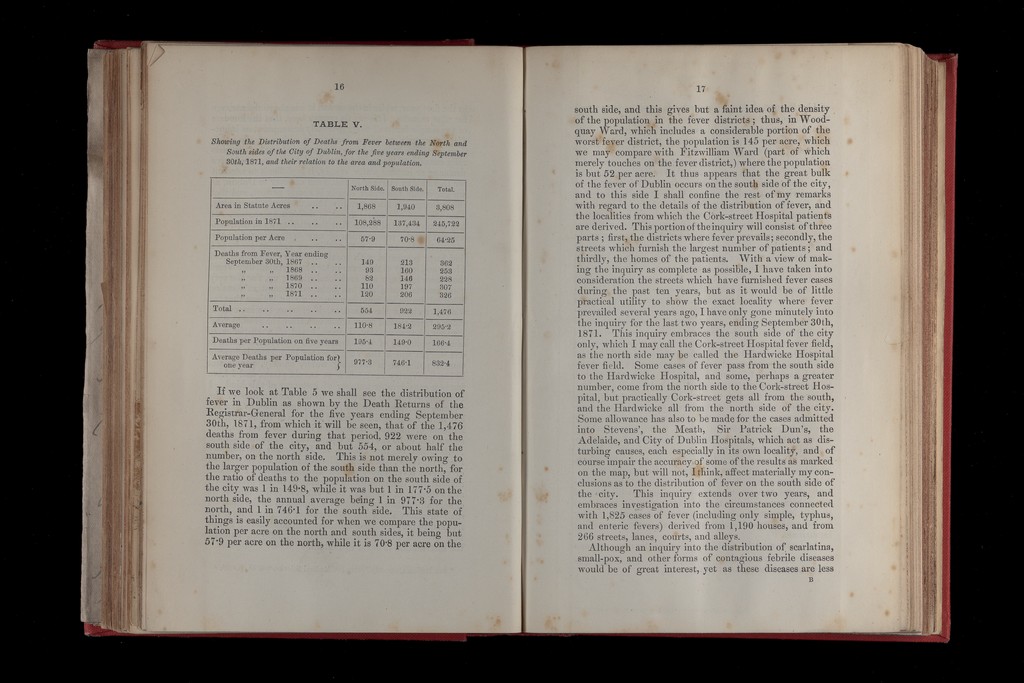 16
TABLE V.
Showing the Distribution of Deaths from Fever between the North and
South sides of the City of Dublin, for the five years ending September
30th, 1871, and their relation to the area and population.
— North Side. South Side. Total.
Area in Statute Acres .. .. 1,868 1,940 3,808
Population in 1871 .. .. .. 108,288 137,434 245,722
Population per Acre . .. .. 57·9 70·8 64·25
Deaths from Fever, Year ending
September 30th, 1867 .. .. 149 213 362
„ „ 1868 .. .. 93 160 253
„ „ 1869 .. .. 82 146 228
„ „ 1870 .. .. 110 197 307
„ „ 1871 .. .. 120 206 326
Total .. .. .. .. .. 554 922 1,476
Average .. .. .. .. 110·8 184·2 295·2
Deaths per Population on five years 195·4 149·0 166·4
Average Deaths per Population for}
one year } 977·3 746·1 832·4
If we look at Table 5 we shall see the distribution of
fever in Dublin as shown by the Death Returns of the
Registrar-General for the five years ending September
30th, 1871, from which it will be seen, that of the 1,476
deaths from fever during that period, 922 were on the
south side of the city, and but 554, or about half the
number, on the north side. This is not merely owing to
the larger population of the south side than the north, for
the ratio of deaths to the population on the south side of
the city was 1 in 149·8, while it was but 1 in 177·5 on the
north side, the annual average being 1 in 977·3 for the
north, and 1 in 746·1 for the south side. This state of
things is easily accounted for when we compare the popu-
lation per acre on the north and south sides, it being but
57·9 per acre on the north, while it is 70·8 per acre on the
17
south side, and this gives but a faint idea of the density
of the population in the fever districts; thus, in Wood-
quay Ward, which includes a considerable portion of the
worst fever district, the population is 145 per acre, which
we may compare with Fitzwilliam Ward (part of which
merely touches on the fever district,) where the population
is but 52 per acre. It thus appears that the great bulk
of the fever of Dublin occurs on the south side of the city,
and to this side I shall confine the rest of my remarks
with regard to the details of the distribution of fever, and
the localities from which the Cork-street Hospital patients
are derived. This portion of the inquiry will consist of three
parts; first, the districts where fever prevails; secondly, the
streets which furnish the largest number of patients; and
thirdly, the homes of the patients. With a view of mak-
ing the inquiry as complete as possible, I have taken into
consideration the streets which have furnished fever cases
during the past ten years, but as it would be of little
practical utility to show the exact locality where fever
prevailed several years ago, I have only gone minutely into
the inquiry for the last two years, ending September 30th,
1871. This inquiry embraces the south side of the city
only, which I may call the Cork-street Hospital fever field,
as the north side may be called the Hardwicke Hospital
fever field. Some cases of fever pass from the south side
to the Hardwicke Hospital, and some, perhaps a greater
number, come from the north side to the Cork-street Hos-
pital, but practically Cork-street gets all from the south,
and the Hardwicke all from the north side of the city.
Some allowance has also to be made for the cases admitted
into Stevens', the Meath, Sir Patrick Dun's, the
Adelaide, and City of Dublin Hospitals, which act as dis-
turbing causes, each especially in its own locality, and of
course impair the accuracy of some of the results as marked
on the map, but will not, I think, affect materially my con-
clusions as to the distribution of fever on the south side of
the city. This inquiry extends over two years, and
embraces investigation into the circumstances connected
with 1,825 cases of fever (including only simple, typhus,
and enteric fevers) derived from 1,190 houses, and from
266 streets, lanes, courts, and alleys.
Although an inquiry into the distribution of scarlatina,
small-pox, and other forms of contagious febrile diseases
would be of great interest, yet as these diseases are less
B